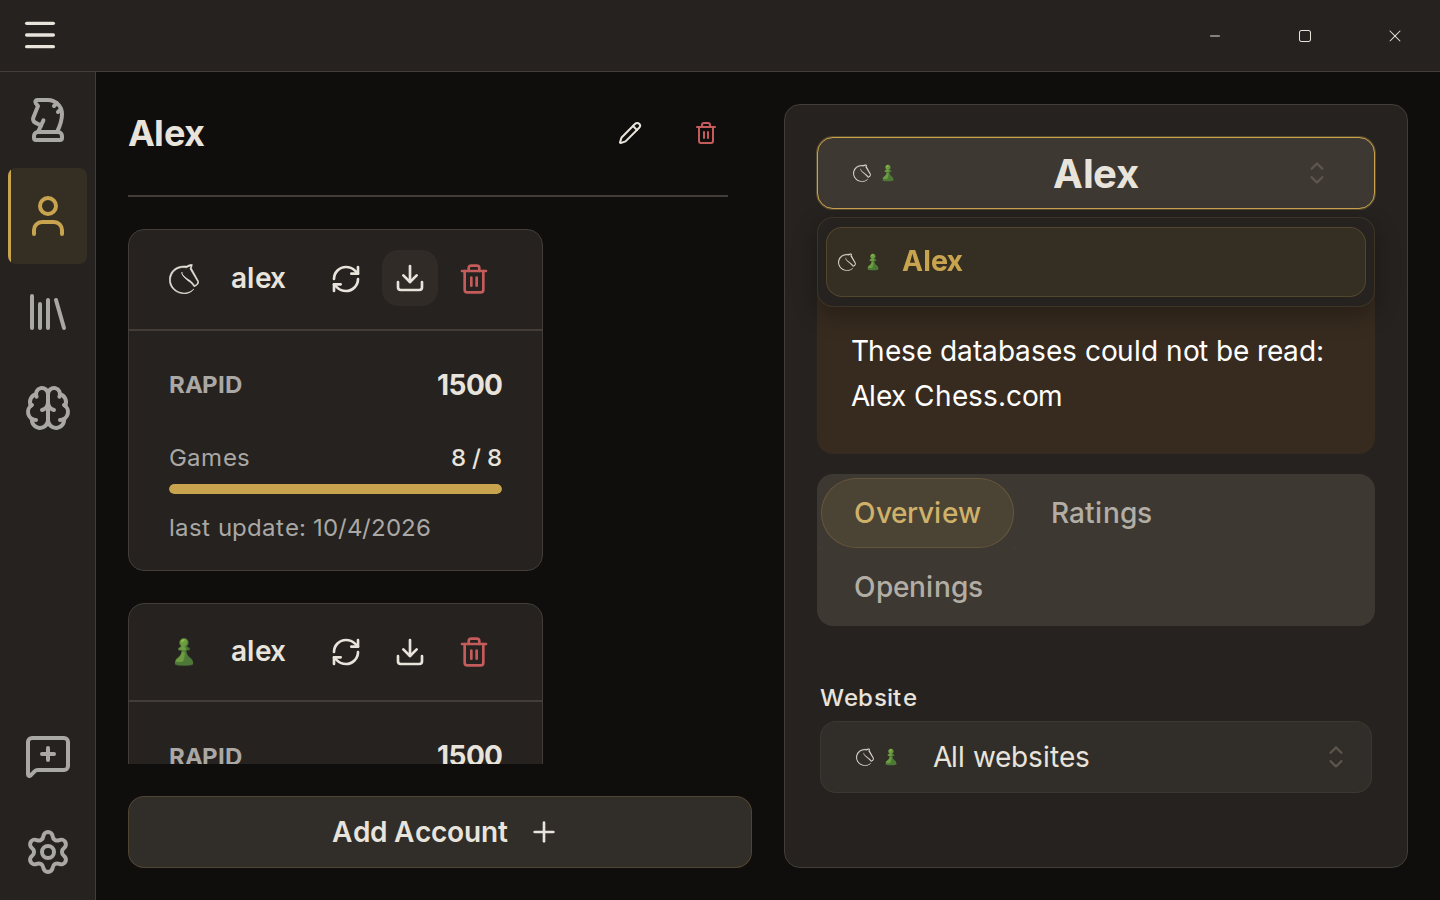 Alex
alex
RAPID 1500
Games 8 / 8
last update: 10/4/2026
alex
RAPID 1500
Add Account
Alex
Alex
These databases could not be read:
Alex Chess.com
Overview Ratings
Openings
Website
All websites